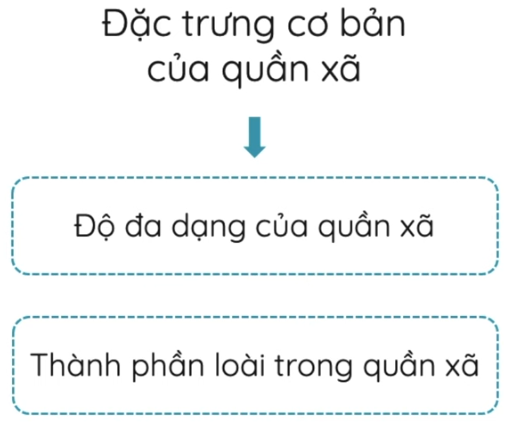 Đặc trưng cơ bản
của quần xã
Độ đa dạng của quần xã
Thành phần loài trong quần xã